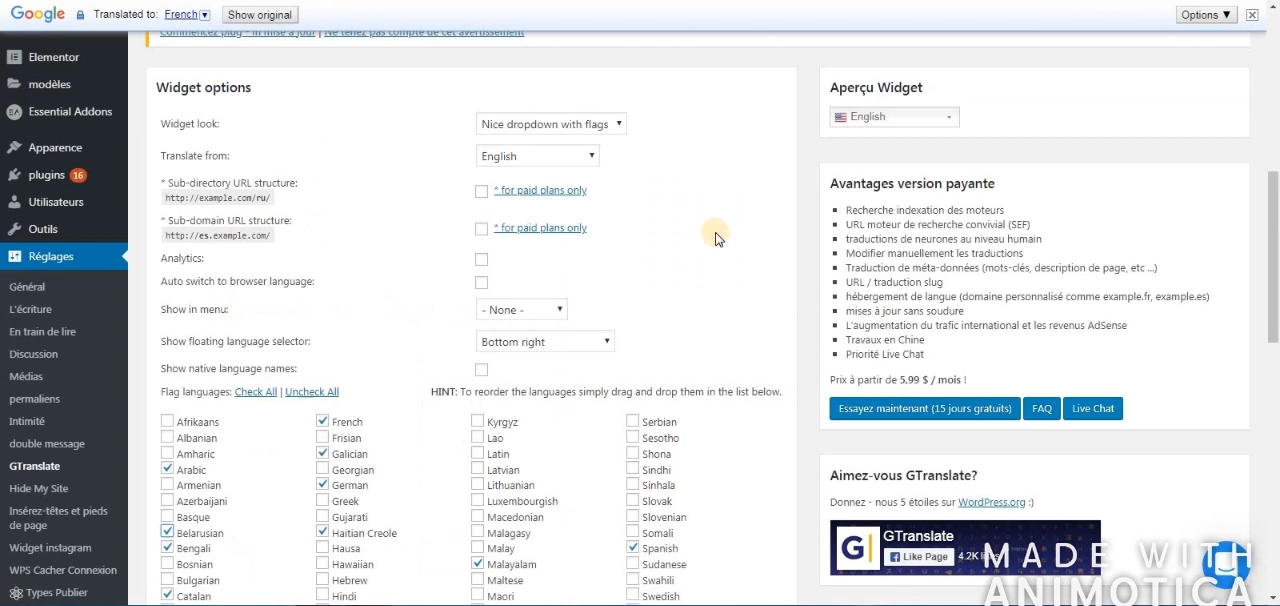 Google Translated to: French Show original Options ▼
Commencez plug - in mise à jour | Ne tenez pas compte de cet avertissement
Elementor
modèles
Essential Addons
Apparence
plugins 16
Utilisateurs
Outils
Réglages
Général
L'écriture
En train de lire
Discussion
Médias
permaliens
Intimité
double message
GTranslate
Hide My Site
Insérez-têtes et pieds
de page
Widget instagram
WPS Cacher Connexion
Types Publier
Widget options
Widget look: Nice dropdown with flags
Translate from: English
* Sub-directory URL structure:
http://example.com/ru/
* for paid plans only
* Sub-domain URL structure:
http://es.example.com/
* for paid plans only
Analytics:
Auto switch to browser language:
Show in menu: - None -
Show floating language selector: Bottom right
Show native language names:
Flag languages: Check All | Uncheck All HINT: To reorder the languages simply drag and drop them in the list below.
Afrikaans French Kyrgyz Serbian
Albanian Frisian Lao Sesotho
Amharic Galician Latin Shona
Arabic Georgian Latvian Sindhi
Armenian German Lithuanian Sinhala
Azerbaijani Greek Luxembourgish Slovak
Basque Gujarati Macedonian Slovenian
Belarusian Haitian Creole Malagasy Somali
Bengali Hausa Malay Spanish
Bosnian Hawaiian Malayalam Sudanese
Bulgarian Hebrew Maltese Swahili
Catalan Hindi Maori Swedish
Aperçu Widget
English
Avantages version payante
Recherche indexation des moteurs
URL moteur de recherche convivial (SEF)
traductions de neurones au niveau humain
Modifier manuellement les traductions
Traduction de méta-données (mots-clés, description de page, etc ...)
URL / traduction slug
hébergement de langue (domaine personnalisé comme example.fr, example.es)
mises à jour sans soudure
L'augmentation du trafic international et les revenus AdSense
Travaux en Chine
Priorité Live Chat
Prix à partir de 5,99 $ / mois !
Essayez maintenant (15 jours gratuits) FAQ Live Chat
Aimez-vous GTranslate?
Donnez - nous 5 étoiles sur WordPress.org :)
G GTranslate
Like Page 4.2K
MADE WITH
ANIMOTICA